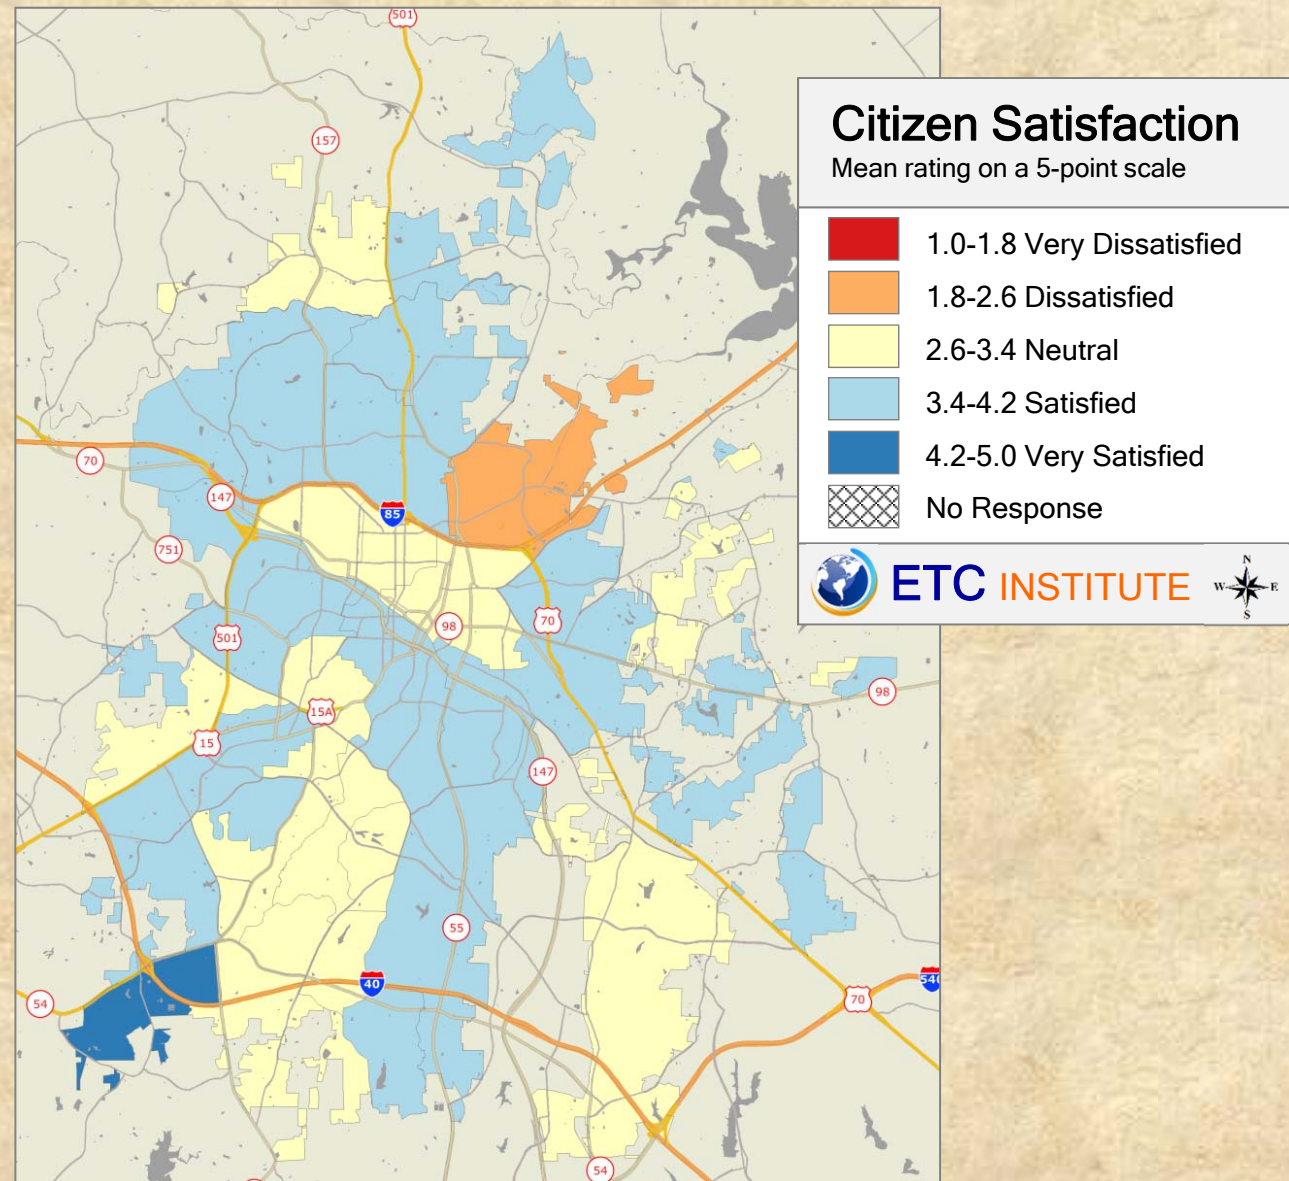 501
157
Citizen Satisfaction
Mean rating on a 5-point scale
1.0-1.8 Very Dissatisfied
1.8-2.6 Dissatisfied
2.6-3.4 Neutral
3.4-4.2 Satisfied
4.2-5.0 Very Satisfied
No Response
ETC INSTITUTE
N
W E
S
70
147
85
751
98
70
501
98
15A
15
147
55
40
54
70
540
54